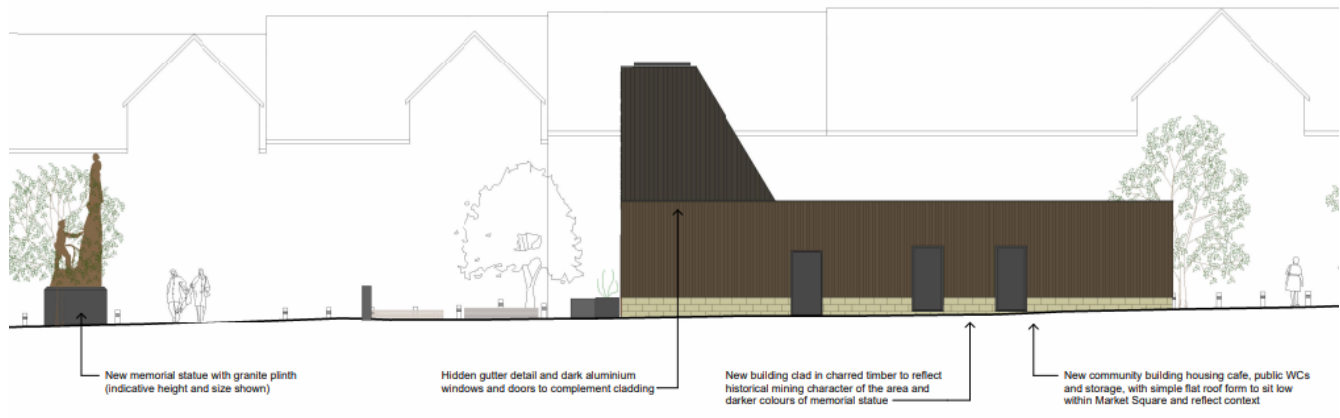 New memorial statue with granite plinth
(indicative height and size shown)
Hidden gutter detail and dark aluminium
windows and doors to complement cladding
New building clad in charred timber to reflect
historical mining character of the area and
darker colours of memorial statue
New community building housing cafe, public WCs
and storage, with simple flat roof form to sit low
within Market Square and reflect context